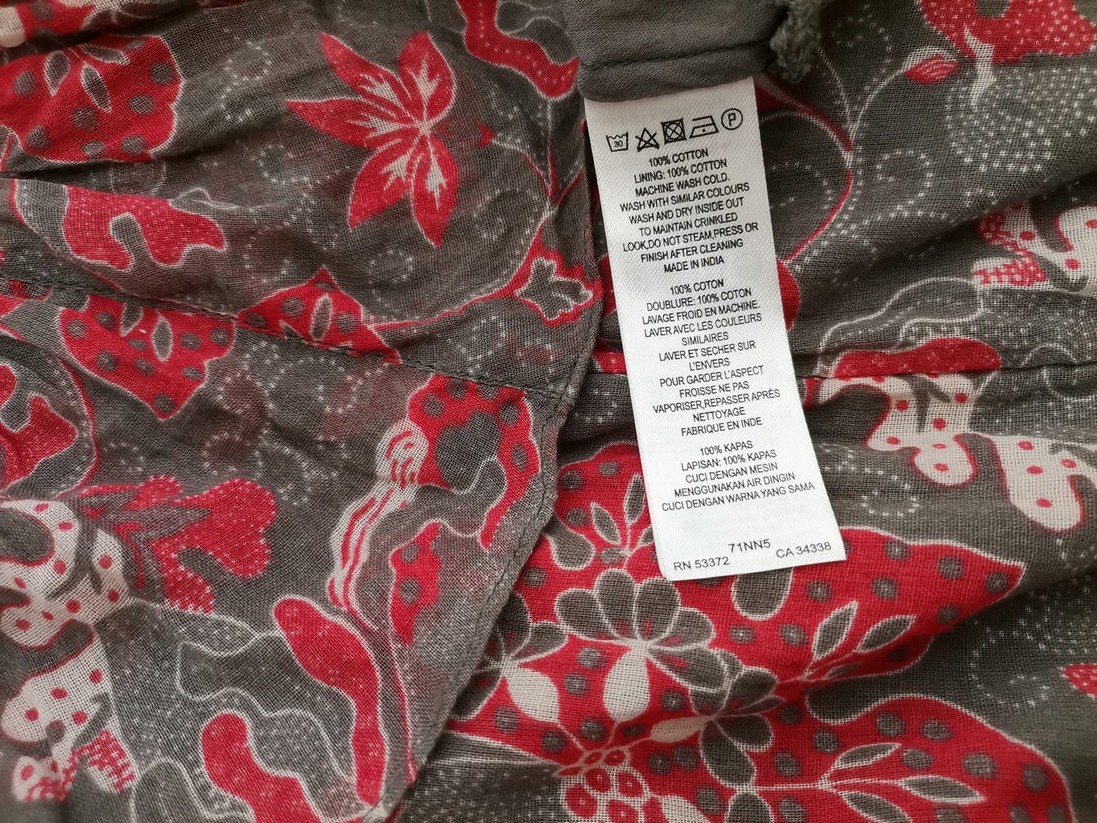 30 P
100% COTTON
LINING: 100% COTTON
MACHINE WASH COLD.
WASH WITH SIMILAR COLOURS
WASH AND DRY INSIDE OUT
TO MAINTAIN CRINKLED
LOOK,DO NOT STEAM,PRESS OR
FINISH AFTER CLEANING
MADE IN INDIA
100% COTON
DOUBLURE: 100% COTON
LAVAGE FROID EN MACHINE.
LAVER AVEC LES COULEURS
SIMILAIRES
LAVER ET SECHER SUR
L'ENVERS
POUR GARDER L'ASPECT
FROISSE NE PAS
VAPORISER,REPASSER APRÈS
NETTOYAGE
FABRIQUE EN INDE
100% KAPAS
LAPISAN: 100% KAPAS
CUCI DENGAN MESIN
MENGGUNAKAN AIR DINGIN
CUCI DENGAN WARNA YANG SAMA
71NN5
RN 53372 CA 34338